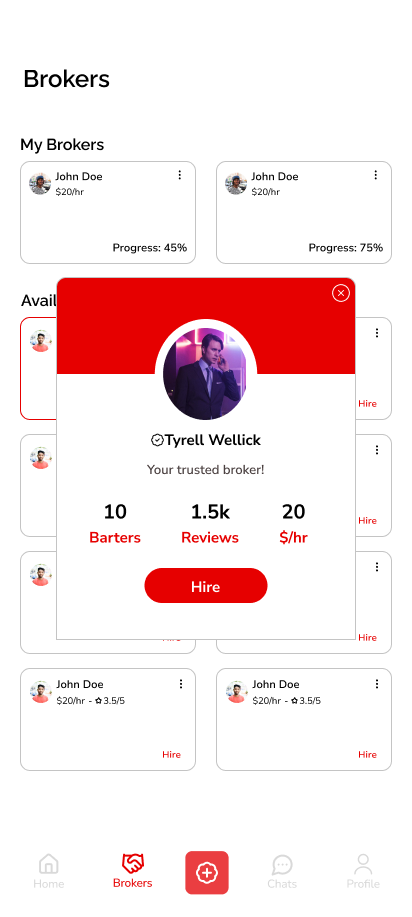 Brokers
My Brokers
John Doe
$20/hr
Progress: 45%
John Doe
$20/hr
Progress: 75%
Avail
Hire
Tyrell Wellick
Your trusted broker!
10
Barters
1.5k
Reviews
20
$/hr
Hire
Hire
Hire
John Doe
$20/hr - 3.5/5
Hire
John Doe
$20/hr - 3.5/5
Hire
Home
Brokers
Chats
Profile